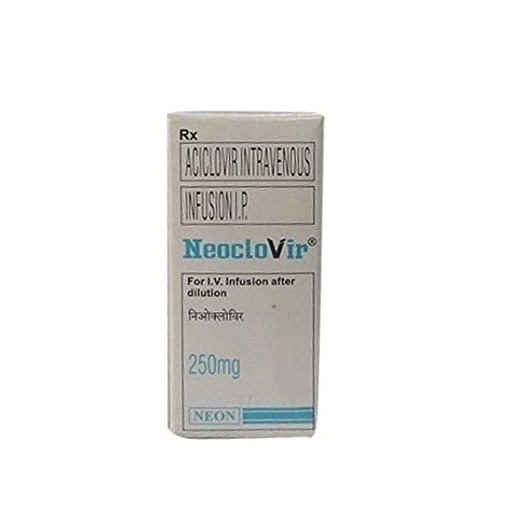 Rx
ACICLOVIR INTRAVENOUS
INFUSION I.P.
NeocloVir®
For I.V. Infusion after
dilution
निओक्लोविर
250mg
NEON